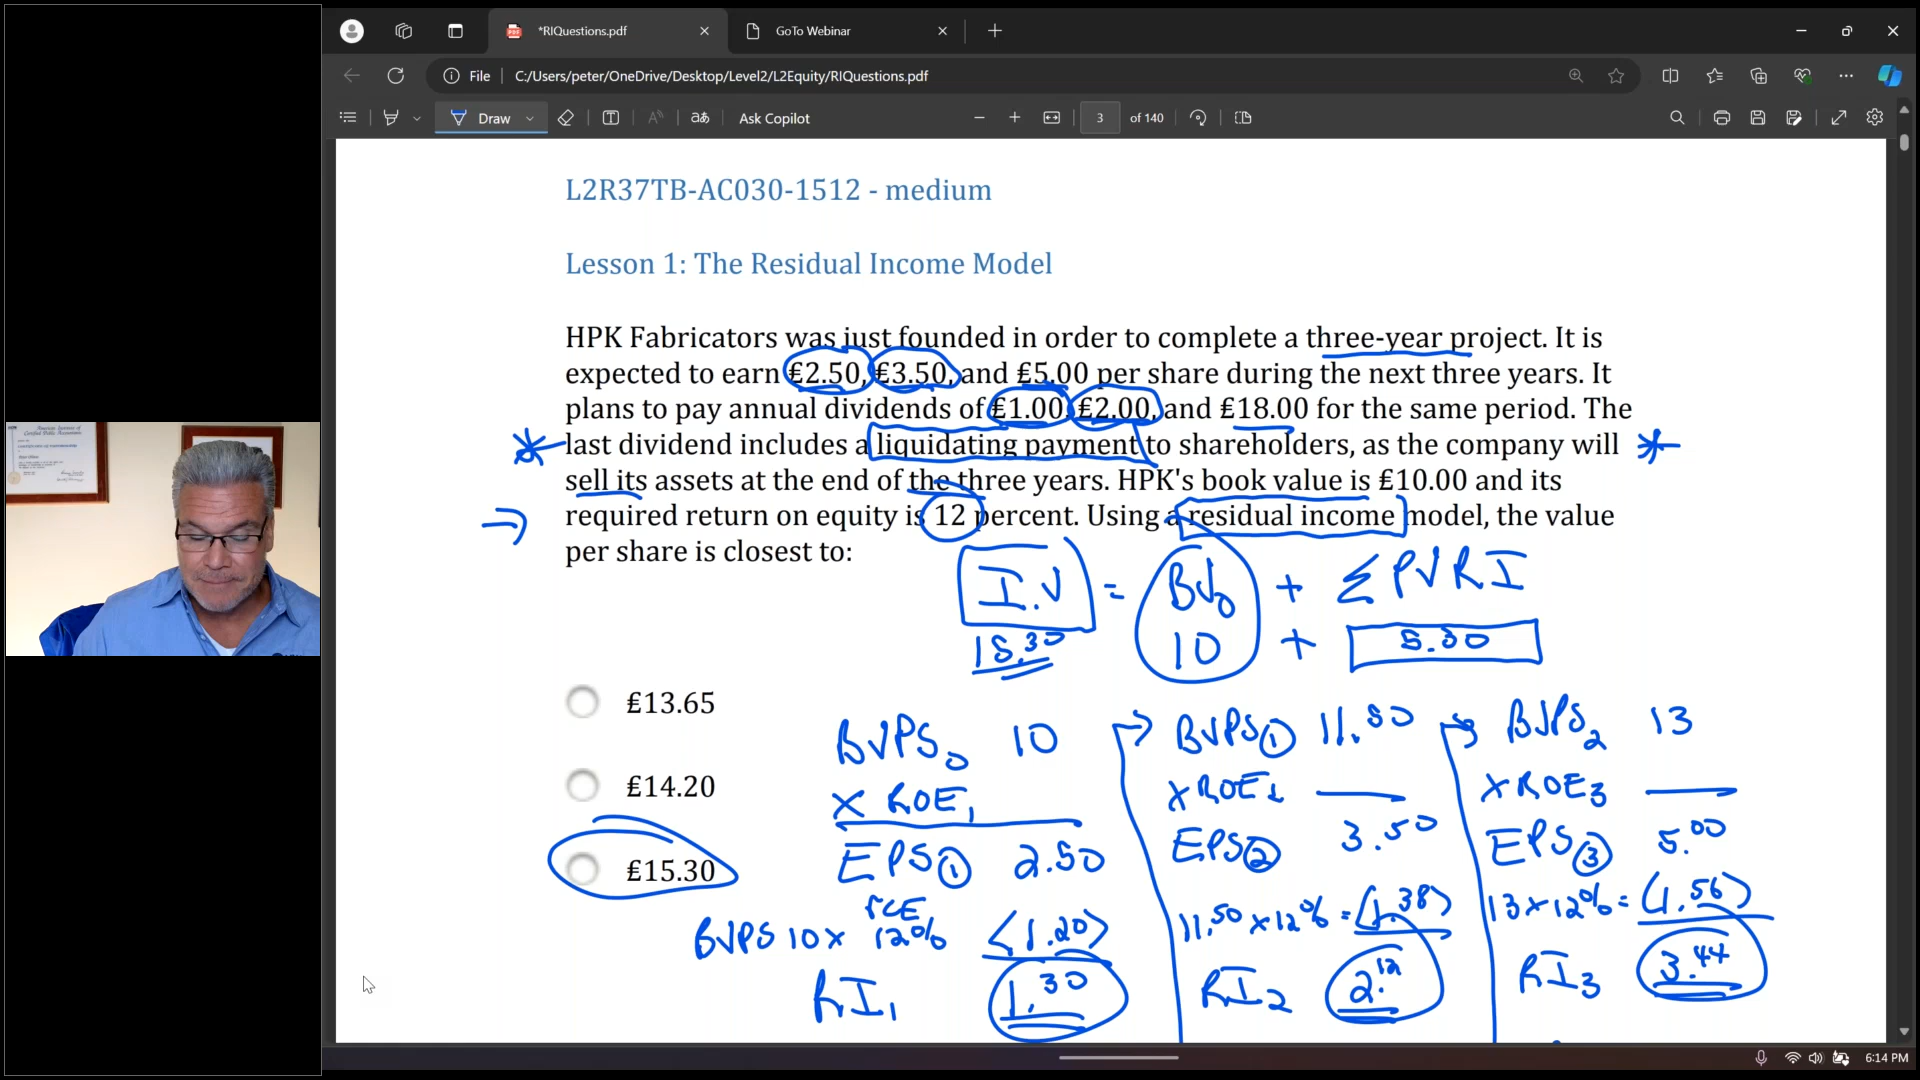 *RIQuestions.pdf
GoTo Webinar
File
C:/Users/peter/OneDrive/Desktop/Level2/L2Equity/RIQuestions.pdf
Draw
aあ
Ask Copilot
3
of 140
L2R37TB-AC030-1512 - medium
Lesson 1: The Residual Income Model
HPK Fabricators was just founded in order to complete a three-year project. It is
expected to earn ₤2.50, ₤3.50, and ₤5.00 per share during the next three years. It
plans to pay annual dividends of ₤1.00, ₤2.00, and ₤18.00 for the same period. The
last dividend includes a liquidating payment to shareholders, as the company will
sell its assets at the end of the three years. HPK's book value is ₤10.00 and its
required return on equity is 12 percent. Using a residual income model, the value
per share is closest to:
I.V = BV₀ + Σ PVRI
15.30 10 + 5.30
₤13.65
₤14.20
₤15.30
BVPS₀ 10
BVPS① 11.50
BVPS₂ 13
X ROE₁
X ROE₂
X ROE₃
EPS① 2.50
EPS② 3.50
EPS③ 5.00
RCE
BVPS 10 x 12% <1.20>
11.50 x 12% = (1.38)
13 x 12% = (1.56)
RI₁ 1.30
RI₂ 2.12
RI₃ 3.44
6:14 PM